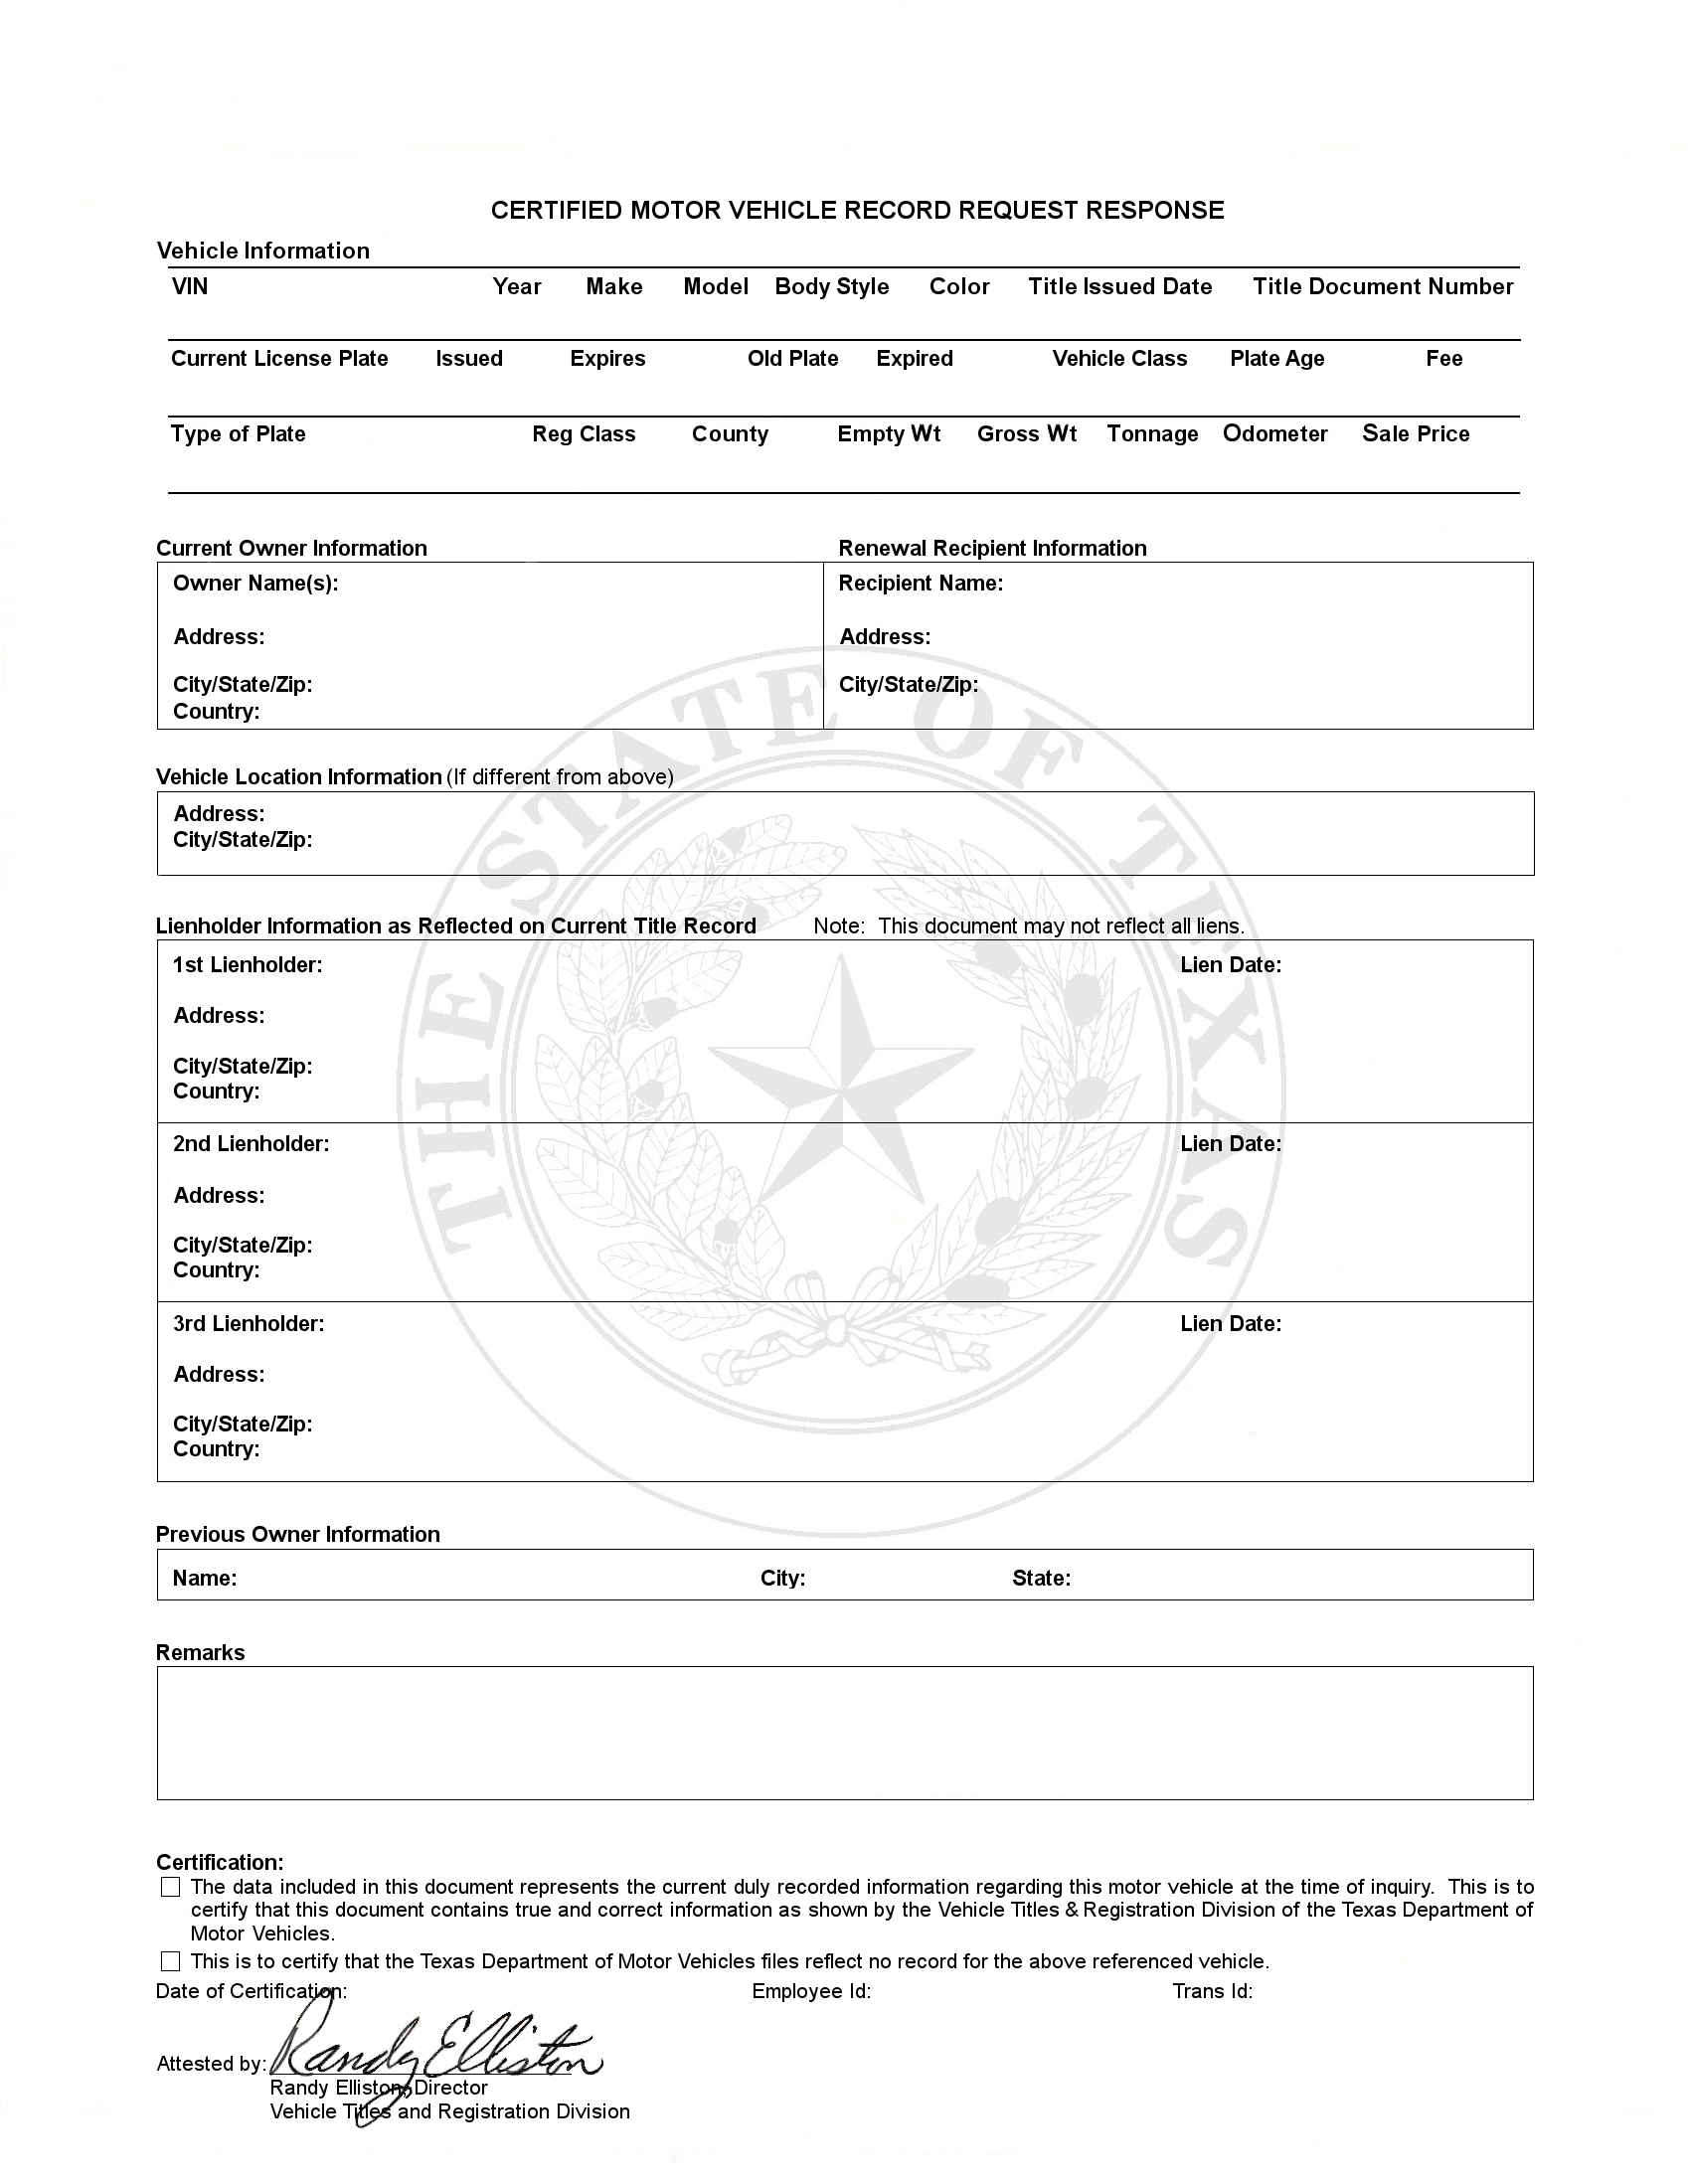 CERTIFIED MOTOR VEHICLE RECORD REQUEST RESPONSE
Vehicle Information
VIN Year Make Model Body Style Color Title Issued Date Title Document Number
Current License Plate Issued Expires Old Plate Expired Vehicle Class Plate Age Fee
Type of Plate Reg Class County Empty Wt Gross Wt Tonnage Odometer Sale Price
Current Owner Information Renewal Recipient Information
Owner Name(s): Recipient Name:
Address: Address:
City/State/Zip: City/State/Zip:
Country:
THE STATE OF TEXAS
Vehicle Location Information (If different from above)
Address:
City/State/Zip:
Lienholder Information as Reflected on Current Title Record Note: This document may not reflect all liens.
1st Lienholder: Lien Date:
Address:
City/State/Zip:
Country:
2nd Lienholder: Lien Date:
Address:
City/State/Zip:
Country:
3rd Lienholder: Lien Date:
Address:
City/State/Zip:
Country:
Previous Owner Information
Name: City: State:
Remarks
Certification:
The data included in this document represents the current duly recorded information regarding this motor vehicle at the time of inquiry. This is to
certify that this document contains true and correct information as shown by the Vehicle Titles & Registration Division of the Texas Department of
Motor Vehicles.
This is to certify that the Texas Department of Motor Vehicles files reflect no record for the above referenced vehicle.
Date of Certification: Employee Id: Trans Id:
Attested by: Randy Elliston
Randy Elliston, Director
Vehicle Titles and Registration Division